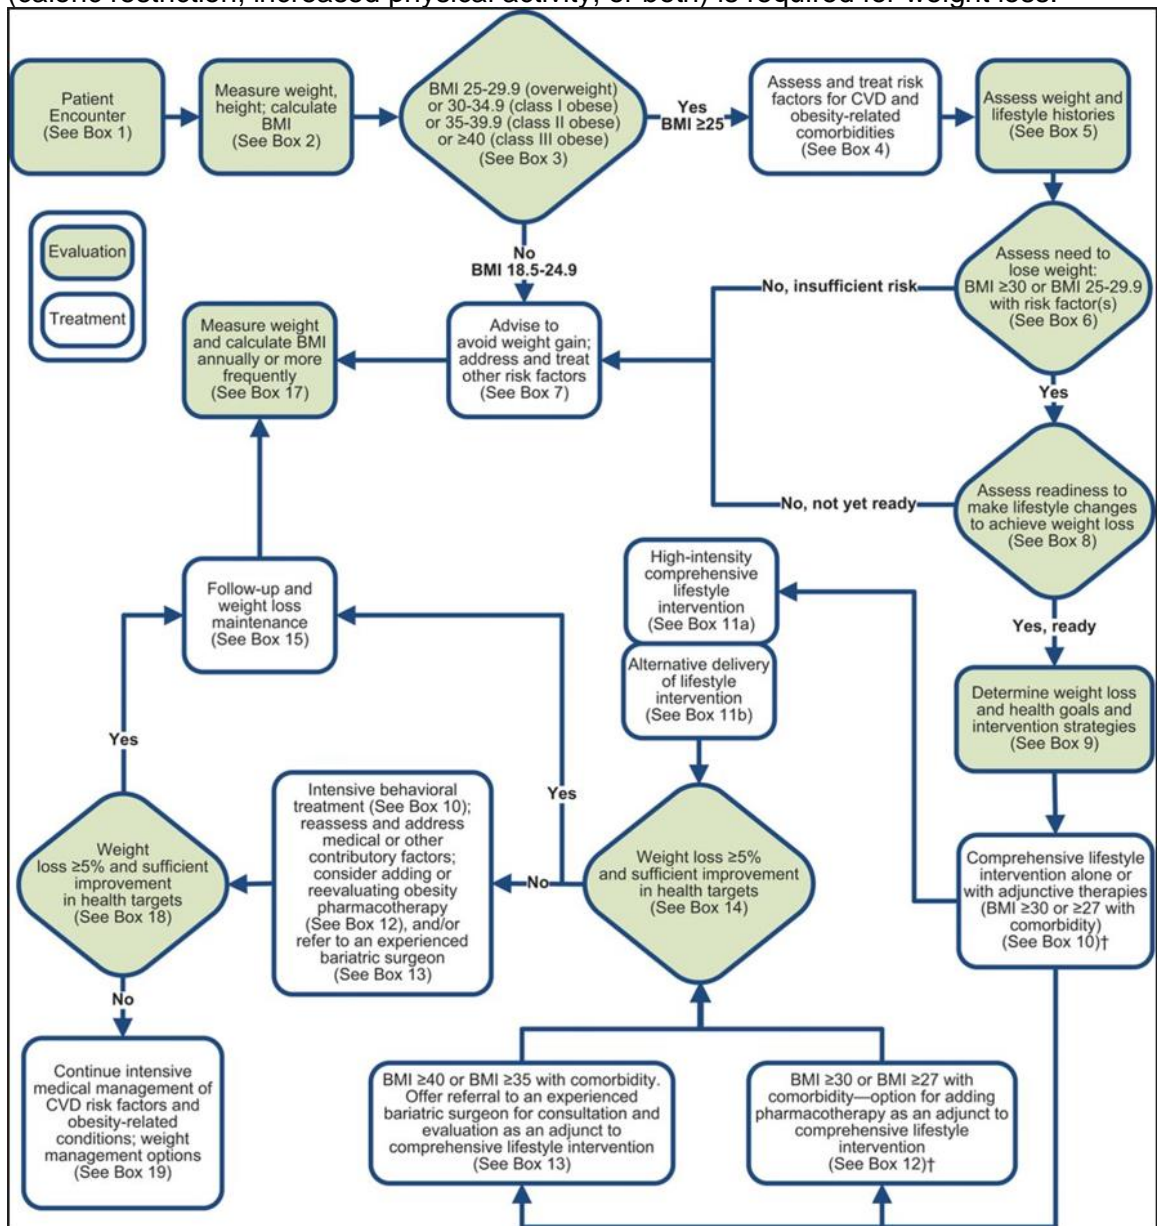 (caloric restriction, increased physical activity, or both) is required for weight loss.
Patient
Encounter
(See Box 1)
Measure weight,
height; calculate
BMI
(See Box 2)
BMI 25-29.9 (overweight)
or 30-34.9 (class I obese)
or 35-39.9 (class II obese)
or ≥40 (class III obese)
(See Box 3)
Yes
BMI ≥25
Assess and treat risk
factors for CVD and
obesity-related
comorbidities
(See Box 4)
Assess weight and
lifestyle histories
(See Box 5)
Evaluation
Treatment
No
BMI 18.5-24.9
Assess need to
lose weight:
BMI ≥30 or BMI 25-29.9
with risk factor(s)
(See Box 6)
No, insufficient risk
Measure weight
and calculate BMI
annually or more
frequently
(See Box 17)
Advise to
avoid weight gain;
address and treat
other risk factors
(See Box 7)
Yes
Assess readiness to
make lifestyle changes
to achieve weight loss
(See Box 8)
No, not yet ready
High-intensity
comprehensive
lifestyle
intervention
(See Box 11a)
Follow-up and
weight loss
maintenance
(See Box 15)
Yes, ready
Alternative delivery
of lifestyle
intervention
(See Box 11b)
Determine weight loss
and health goals and
intervention strategies
(See Box 9)
Yes
Yes
Weight
loss ≥5% and sufficient
improvement
in health targets
(See Box 18)
Intensive behavioral
treatment (See Box 10);
reassess and address
medical or other
contributory factors;
consider adding or
reevaluating obesity
pharmacotherapy
(See Box 12), and/or
refer to an experienced
bariatric surgeon
(See Box 13)
No
Weight loss ≥5%
and sufficient improvement
in health targets
(See Box 14)
Comprehensive lifestyle
intervention alone or
with adjunctive therapies
(BMI ≥30 or ≥27 with
comorbidity)
(See Box 10)†
No
Continue intensive
medical management of
CVD risk factors and
obesity-related
conditions; weight
management options
(See Box 19)
BMI ≥40 or BMI ≥35 with comorbidity.
Offer referral to an experienced
bariatric surgeon for consultation and
evaluation as an adjunct to
comprehensive lifestyle intervention
(See Box 13)
BMI ≥30 or BMI ≥27 with
comorbidity—option for adding
pharmacotherapy as an adjunct to
comprehensive lifestyle
intervention
(See Box 12)†